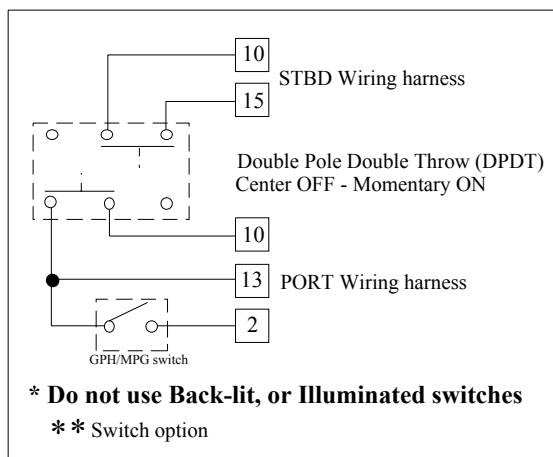 10
STBD Wiring harness
15
Double Pole Double Throw (DPDT)
Center OFF - Momentary ON
10
13 PORT Wiring harness
2
GPH/MPG switch
* Do not use Back-lit, or Illuminated switches
* * Switch option